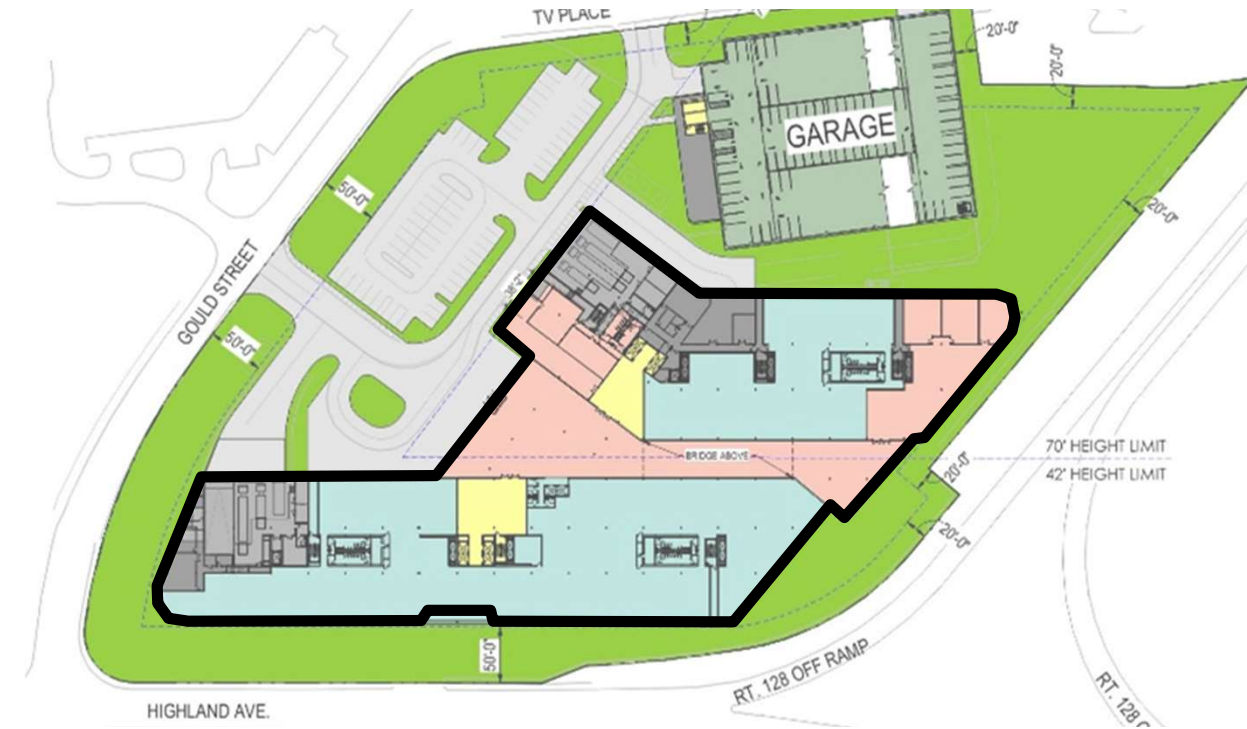 TV PLACE
20'-0"
20'-0"
GARAGE
50'-0"
20'-0"
GOULD STREET
50'-0"
BRIDGE ABOVE
70' HEIGHT LIMIT
42' HEIGHT LIMIT
20'-0"
20'-0"
50'-0"
RT. 128 OFF RAMP
HIGHLAND AVE.
RT. 128